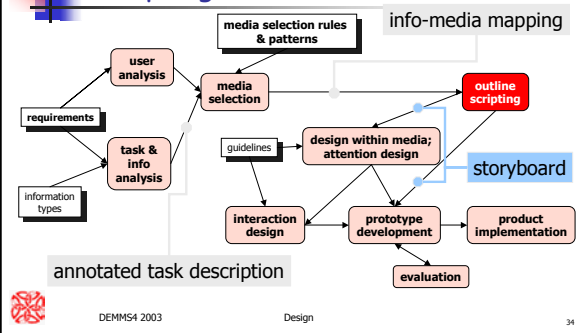 media selection rules
& patterns
info-media mapping
user
analysis
media
selection
outline
scripting
requirements
task &
info
analysis
guidelines
design within media;
attention design
storyboard
information
types
interaction
design
prototype
development
product
implementation
annotated task description
evaluation
DEMMS4 2003
Design
34